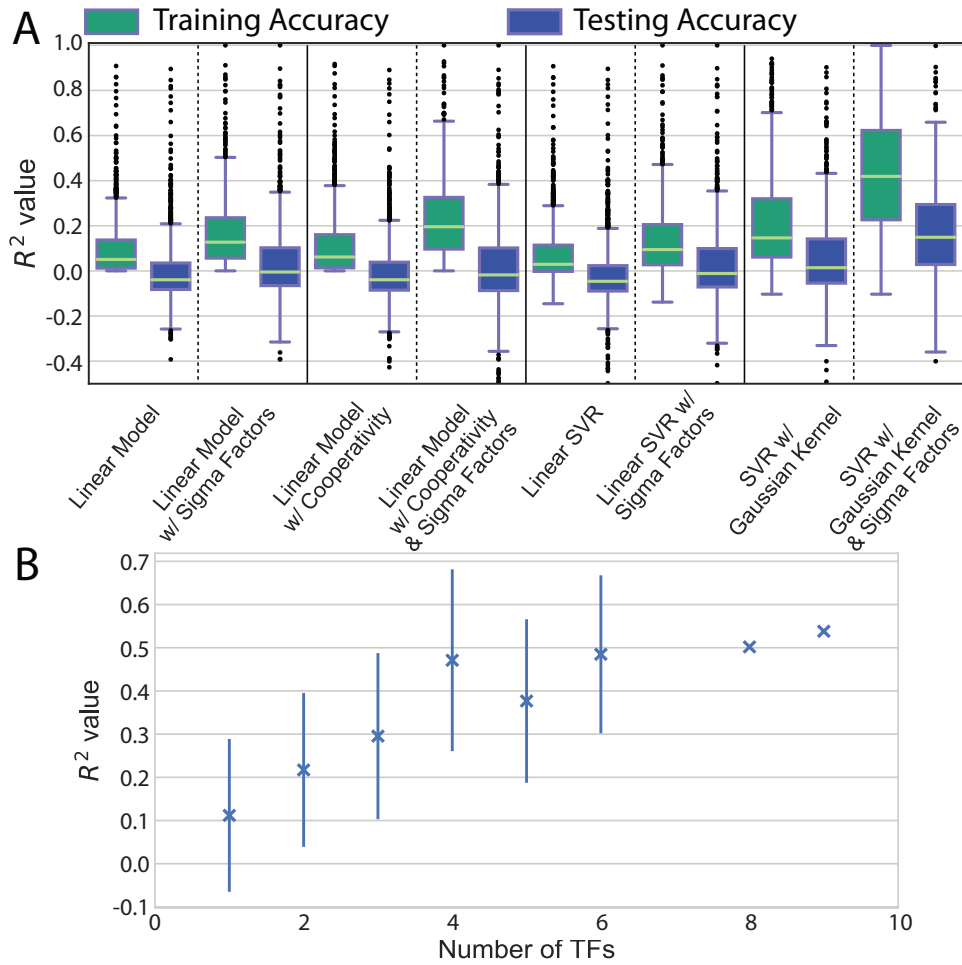 A
Training Accuracy
Testing Accuracy
1.0
0.8
0.6
0.4
0.2
0.0
-0.2
-0.4
R² value
Linear Model
Linear Model
w/ Sigma Factors
Linear Model
w/ Cooperativity
Linear Model
w/ Cooperativity
& Sigma Factors
Linear SVR
Linear SVR w/
Sigma Factors
SVR w/
Gaussian Kernel
SVR w/
Gaussian Kernel
& Sigma Factors
B
0.7
0.6
0.5
0.4
0.3
0.2
0.1
0.0
-0.1
R² value
0 2 4 6 8 10
Number of TFs